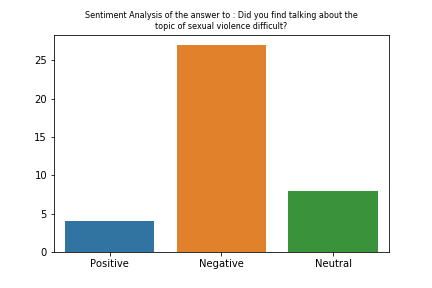 Sentiment Analysis of the answer to : Did you find talking about the
topic of sexual violence difficult?
25
20
15
10
5
0
Positive Negative Neutral